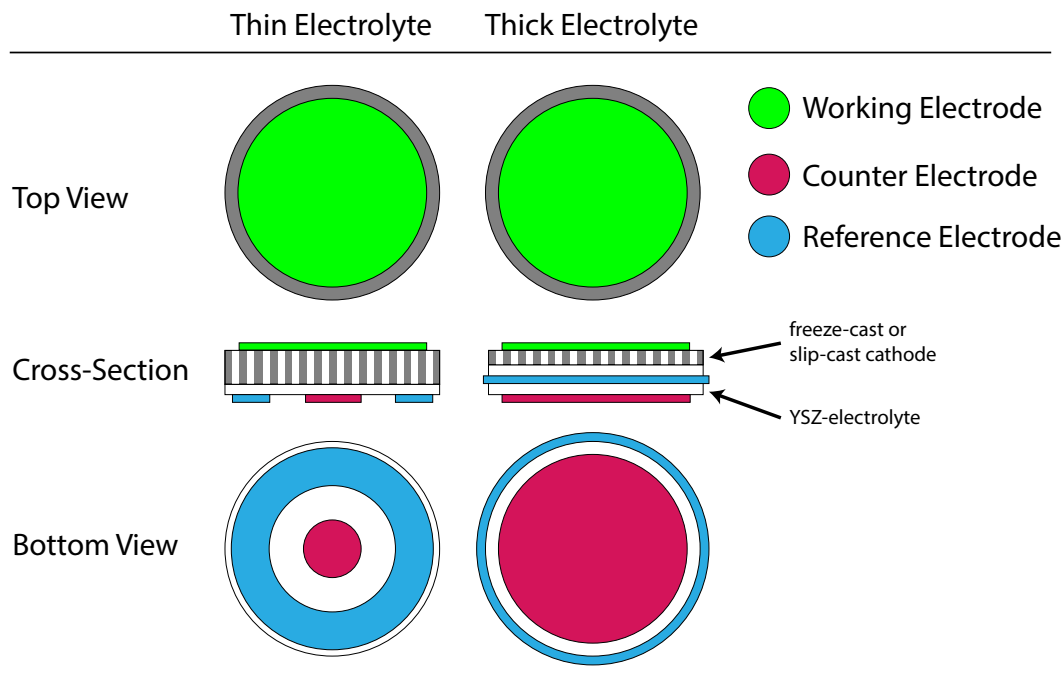 Thin Electrolyte
Thick Electrolyte
Working Electrode
Counter Electrode
Reference Electrode
Top View
Cross-Section
freeze-cast or
slip-cast cathode
YSZ-electrolyte
Bottom View